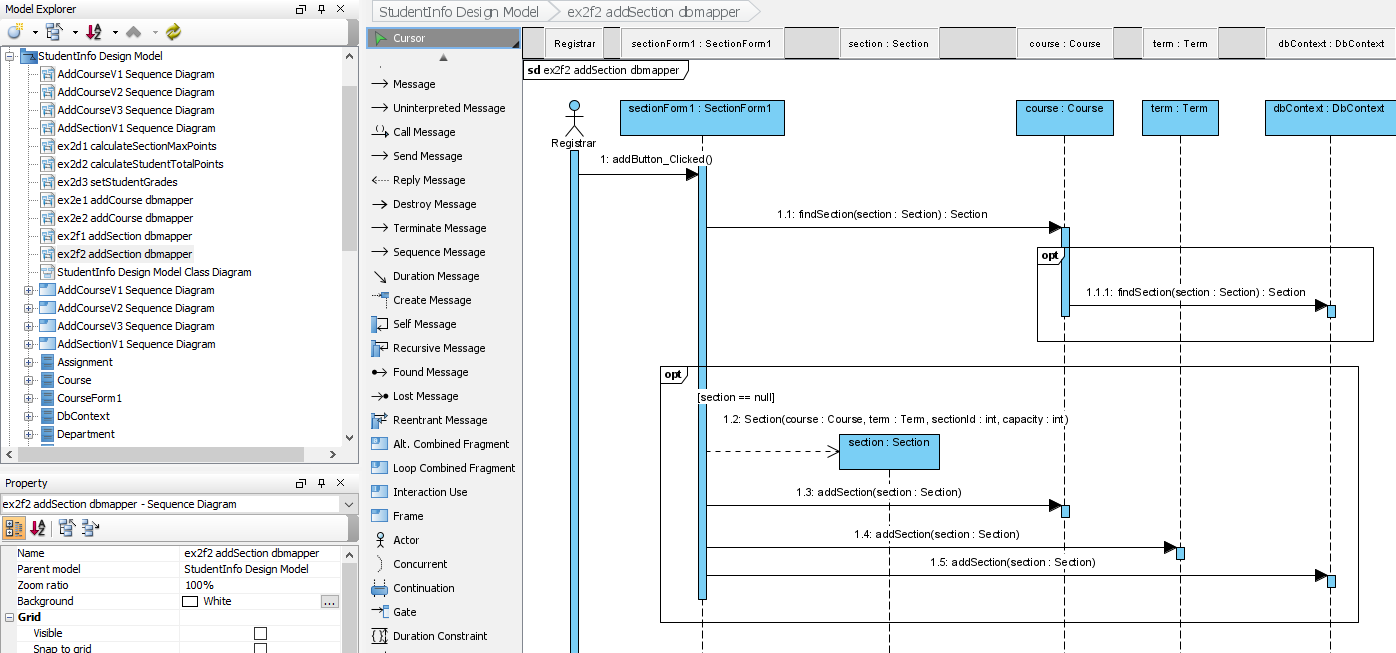 Model Explorer
StudentInfo Design Model
AddCourseV1 Sequence Diagram
AddCourseV2 Sequence Diagram
AddCourseV3 Sequence Diagram
AddSectionV1 Sequence Diagram
ex2d1 calculateSectionMaxPoints
ex2d2 calculateStudentTotalPoints
ex2d3 setStudentGrades
ex2e1 addCourse dbmapper
ex2e2 addCourse dbmapper
ex2f1 addSection dbmapper
ex2f2 addSection dbmapper
StudentInfo Design Model Class Diagram
AddCourseV1 Sequence Diagram
AddCourseV2 Sequence Diagram
AddCourseV3 Sequence Diagram
AddSectionV1 Sequence Diagram
Assignment
Course
CourseForm1
DbContext
Department
Property
ex2f2 addSection dbmapper - Sequence Diagram
Name ex2f2 addSection dbmapper
Parent model StudentInfo Design Model
Zoom ratio 100%
Background White ...
Grid
Visible
Snap to grid
StudentInfo Design Model ex2f2 addSection dbmapper
Cursor
Message
Uninterpreted Message
Call Message
Send Message
Reply Message
Destroy Message
Terminate Message
Sequence Message
Duration Message
Create Message
Self Message
Recursive Message
Found Message
Lost Message
Reentrant Message
Alt. Combined Fragment
Loop Combined Fragment
Interaction Use
Frame
Actor
Concurrent
Continuation
Gate
Duration Constraint
Registrar sectionForm1 : SectionForm1 section : Section course : Course term : Term dbContext : DbContext
sd ex2f2 addSection dbmapper
sectionForm1 : SectionForm1 course : Course term : Term dbContext : DbContext
Registrar
1: addButton_Clicked()
1.1: findSection(section : Section) : Section
opt
1.1.1: findSection(section : Section) : Section
opt
[section == null]
1.2: Section(course : Course, term : Term, sectionId : int, capacity : int)
section : Section
1.3: addSection(section : Section)
1.4: addSection(section : Section)
1.5: addSection(section : Section)